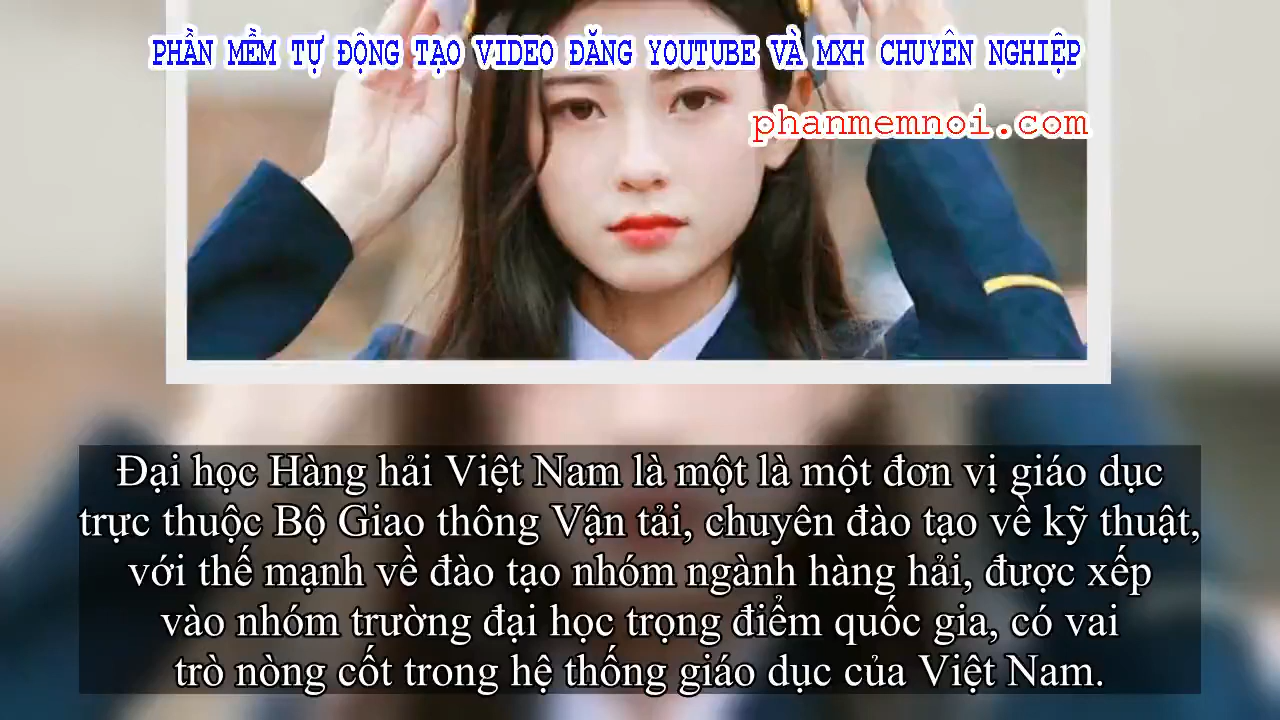 PHẦN MỀM TỰ ĐỘNG TẠO VIDEO ĐĂNG YOUTUBE VÀ MXH CHUYÊN NGHIỆP
phanmemnoi.com
Đại học Hàng hải Việt Nam là một là một đơn vị giáo dục
trực thuộc Bộ Giao thông Vận tải, chuyên đào tạo về kỹ thuật,
với thế mạnh về đào tạo nhóm ngành hàng hải, được xếp
vào nhóm trường đại học trọng điểm quốc gia, có vai
trò nòng cốt trong hệ thống giáo dục của Việt Nam.